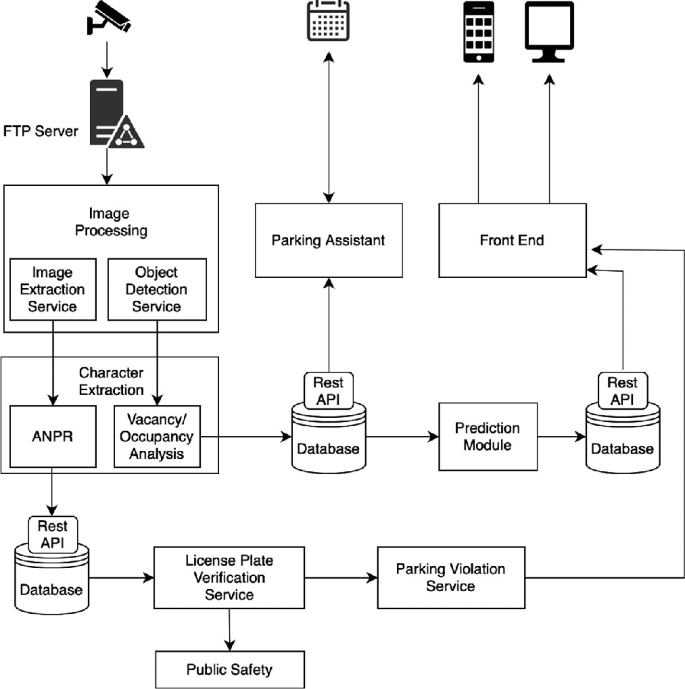 FTP Server
Image
Processing
Image
Extraction
Service
Object
Detection
Service
Parking Assistant
Front End
Character
Extraction
ANPR
Vacancy/
Occupancy
Analysis
Rest
API
Database
Prediction
Module
Rest
API
Database
Rest
API
Database
License Plate
Verification
Service
Parking Violation
Service
Public Safety